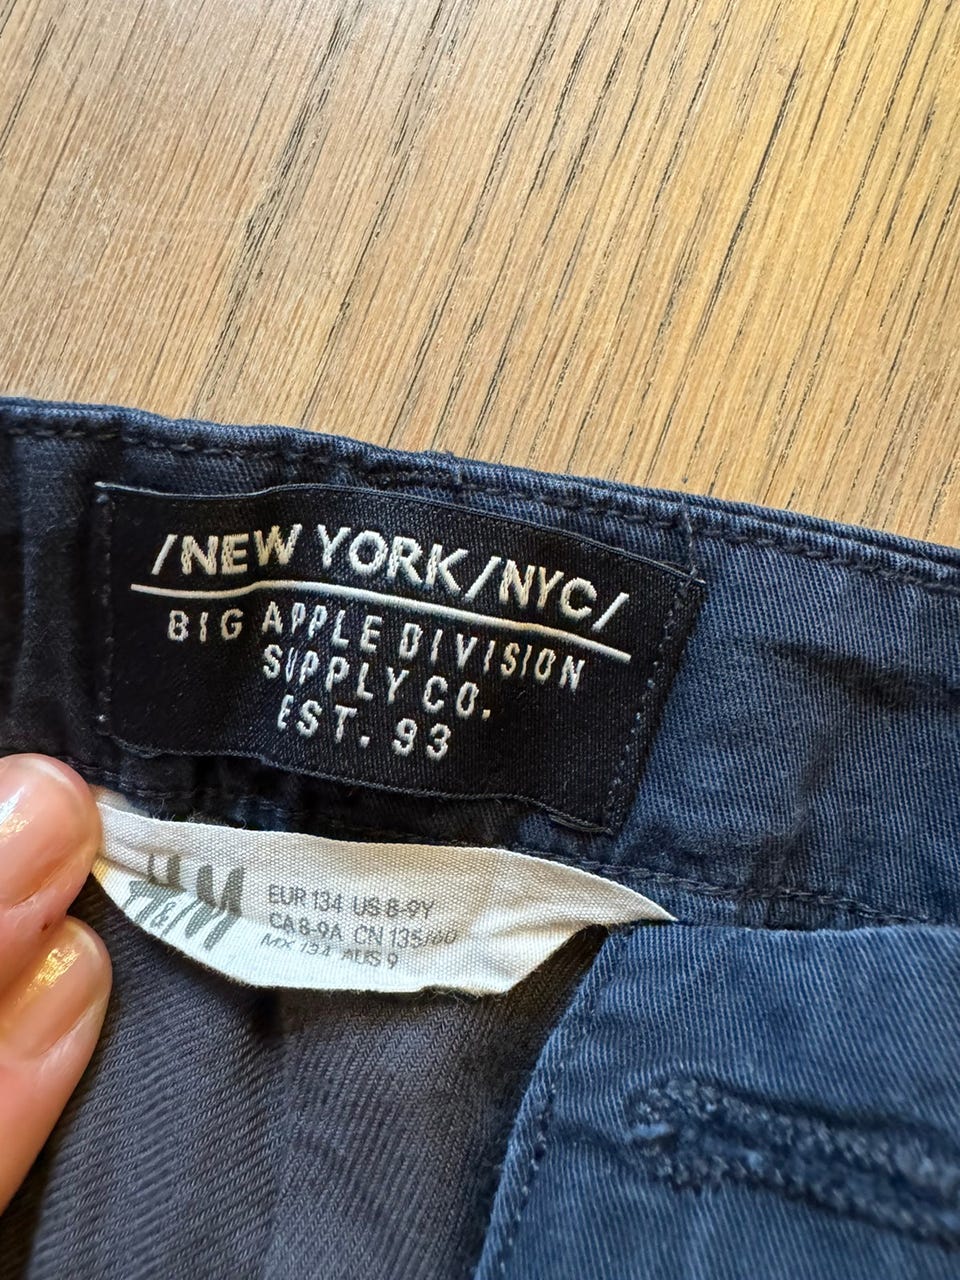 /NEW YORK/NYC/
BIG APPLE DIVISION
SUPPLY CO.
EST. 93
H&M
EUR 134 US 8-9Y
CA 8-9A CN 135/60
MX 134 AUS 9